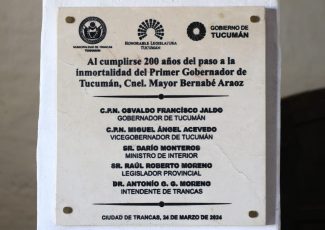 MUNICIPALIDAD DE TRANCAS
TUCUMÁN
HONORABLE LEGISLATURA
TUCUMÁN
GOBIERNO DE
TUCUMÁN
Al cumplirse 200 años del paso a la
inmortalidad del Primer Gobernador de
Tucumán, Cnel. Mayor Bernabé Araoz
C.P.N. OSVALDO FRANCISCO JALDO
GOBERNADOR DE TUCUMÁN
C.P.N. MIGUEL ÁNGEL ACEVEDO
VICEGOBERNADOR DE TUCUMÁN
SR. DARÍO MONTEROS
MINISTRO DE INTERIOR
SR. RAÚL ROBERTO MORENO
LEGISLADOR PROVINCIAL
DR. ANTONIO G. G. MORENO
INTENDENTE DE TRANCAS
CIUDAD DE TRANCAS, 24 DE MARZO DE 2024